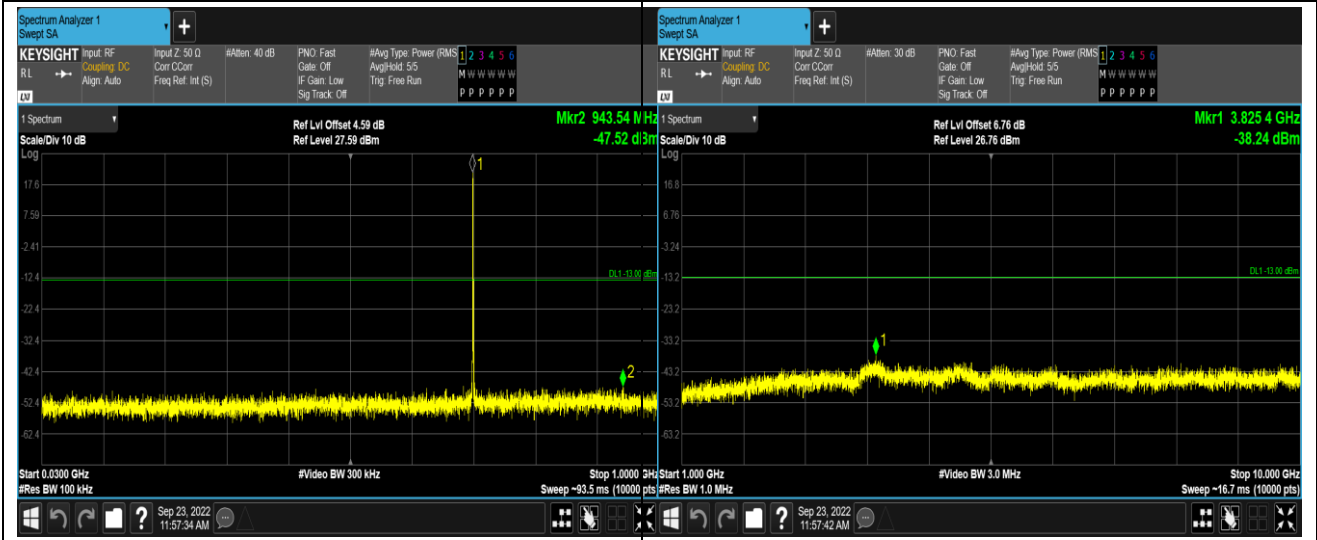 Spectrum Analyzer 1
Swept SA
+
KEYSIGHT
RL
LXI
Input: RF
Coupling: DC
Align: Auto
Input Z: 50 Ω
Corr CCorr
Freq Ref: Int (S)
#Atten: 40 dB
PNO: Fast
Gate: Off
IF Gain: Low
Sig Track: Off
#Avg Type: Power (RMS
Avg|Hold: 5/5
Trig: Free Run
1 2 3 4 5 6
M W W W W W
P P P P P P
1 Spectrum
Scale/Div 10 dB
Log
Ref Lvl Offset 4.59 dB
Ref Level 27.59 dBm
Mkr2 943.54 MHz
-47.52 dBm
1
17.6
7.59
-2.41
DL1 -13.00 dBm
-12.4
-22.4
-32.4
-42.4
2
-52.4
-62.4
Start 0.0300 GHz
#Res BW 100 kHz
#Video BW 300 kHz
Stop 1.0000 GHz
Sweep ~93.5 ms (10000 pts)
?
Sep 23, 2022
11:57:34 AM
Spectrum Analyzer 1
Swept SA
+
KEYSIGHT
RL
LXI
Input: RF
Coupling: DC
Align: Auto
Input Z: 50 Ω
Corr CCorr
Freq Ref: Int (S)
#Atten: 30 dB
PNO: Fast
Gate: Off
IF Gain: Low
Sig Track: Off
#Avg Type: Power (RMS
Avg|Hold: 5/5
Trig: Free Run
1 2 3 4 5 6
M W W W W W
P P P P P P
1 Spectrum
Scale/Div 10 dB
Log
Ref Lvl Offset 6.76 dB
Ref Level 26.76 dBm
Mkr1 3.825 4 GHz
-38.24 dBm
16.8
6.76
-3.24
DL1 -13.00 dBm
-13.2
-23.2
-33.2
1
-43.2
-53.2
-63.2
Start 1.000 GHz
#Res BW 1.0 MHz
#Video BW 3.0 MHz
Stop 10.000 GHz
Sweep ~16.7 ms (10000 pts)
?
Sep 23, 2022
11:57:42 AM